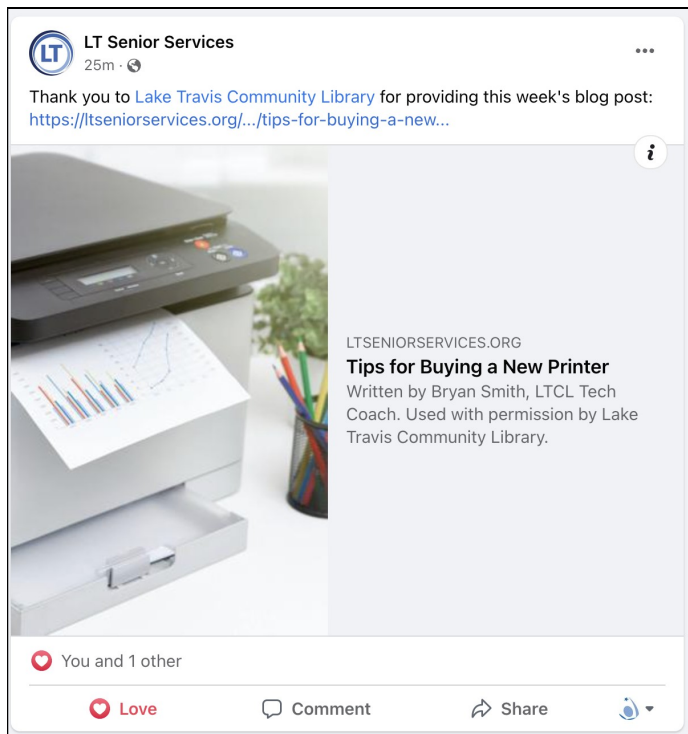 LT
LT Senior Services
25m ·
Thank you to Lake Travis Community Library for providing this week's blog post:
https://ltseniorservices.org/.../tips-for-buying-a-new...
i
LTSENIORSERVICES.ORG
Tips for Buying a New Printer
Written by Bryan Smith, LTCL Tech
Coach. Used with permission by Lake
Travis Community Library.
You and 1 other
Love
Comment
Share